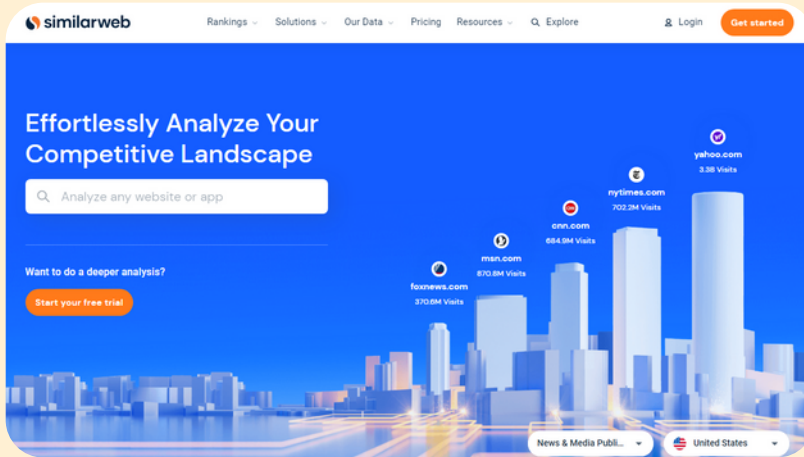 similarweb
Rankings Solutions Our Data Pricing Resources Explore Login Get started
Effortlessly Analyze Your
Competitive Landscape
Analyze any website or app
Want to do a deeper analysis?
Start your free trial
yahoo.com
3.3B Visits
nytimes.com
702.2M Visits
cnn.com
684.9M Visits
msn.com
670.6M Visits
foxnews.com
370.6M Visits
News & Media Publi...
United States